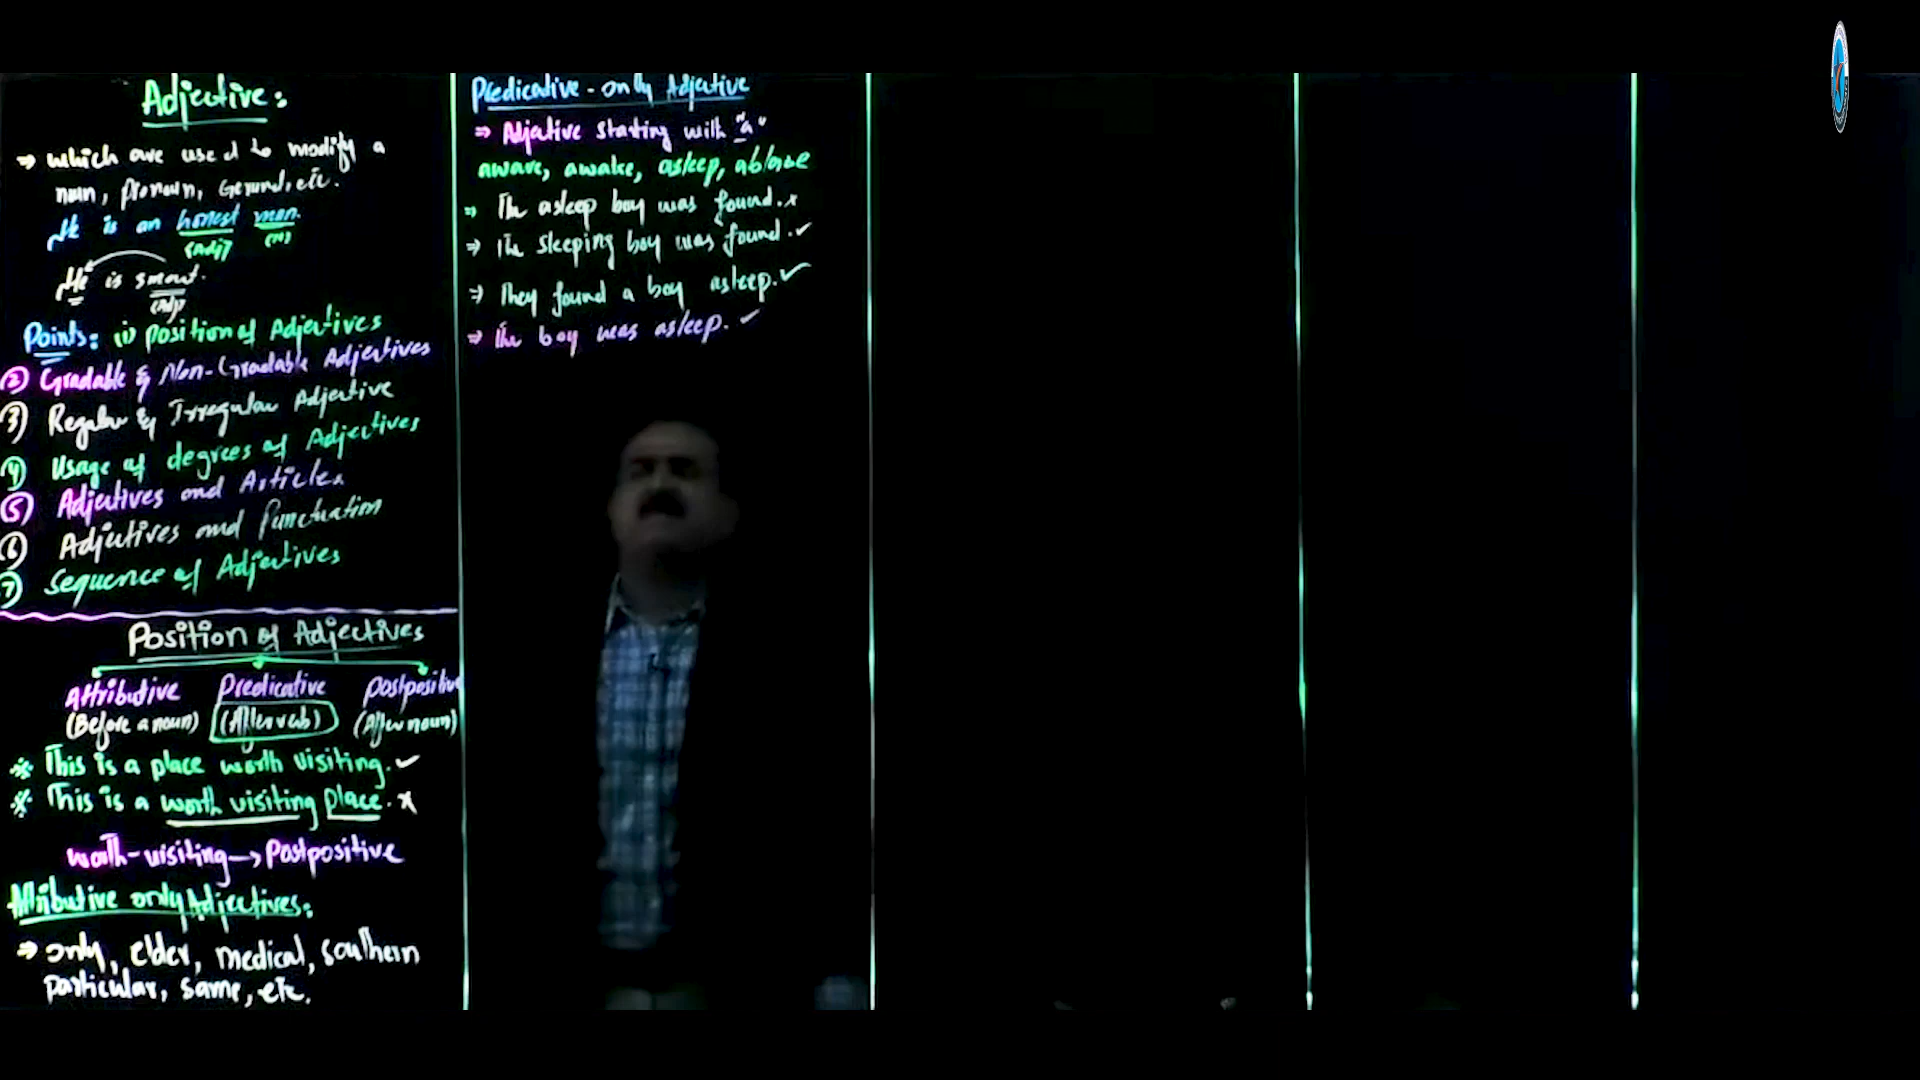 Adjective:
⇒ which are used to modify a
noun, pronoun, Gerund, etc.
He is an honest man.
(Adj) (N)
He is smart.
(Adj)
Points: (i) Position of Adjectives
(2) Gradable & Non-Gradable Adjectives
(3) Regular & Irregular Adjective
(4) Usage of degrees of Adjectives
(5) Adjectives and Articles
(6) Adjectives and Punctuation
(7) Sequence of Adjectives
Position of Adjectives
Attributive Predicative Postpositive
(Before a noun) (After verb) (After noun)
※ This is a place worth visiting. ✓
※ This is a worth visiting place. ×
worth-visiting → Postpositive
Attributive only Adjectives:
⇒ only, elder, medical, southern
particular, same, etc.
Predicative-only Adjective
⇒ Adjective starting with "a"
aware, awake, asleep, ablaze
⇒ The asleep boy was found. ×
⇒ The sleeping boy was found. ✓
⇒ They found a boy asleep. ✓
⇒ The boy was asleep. ✓